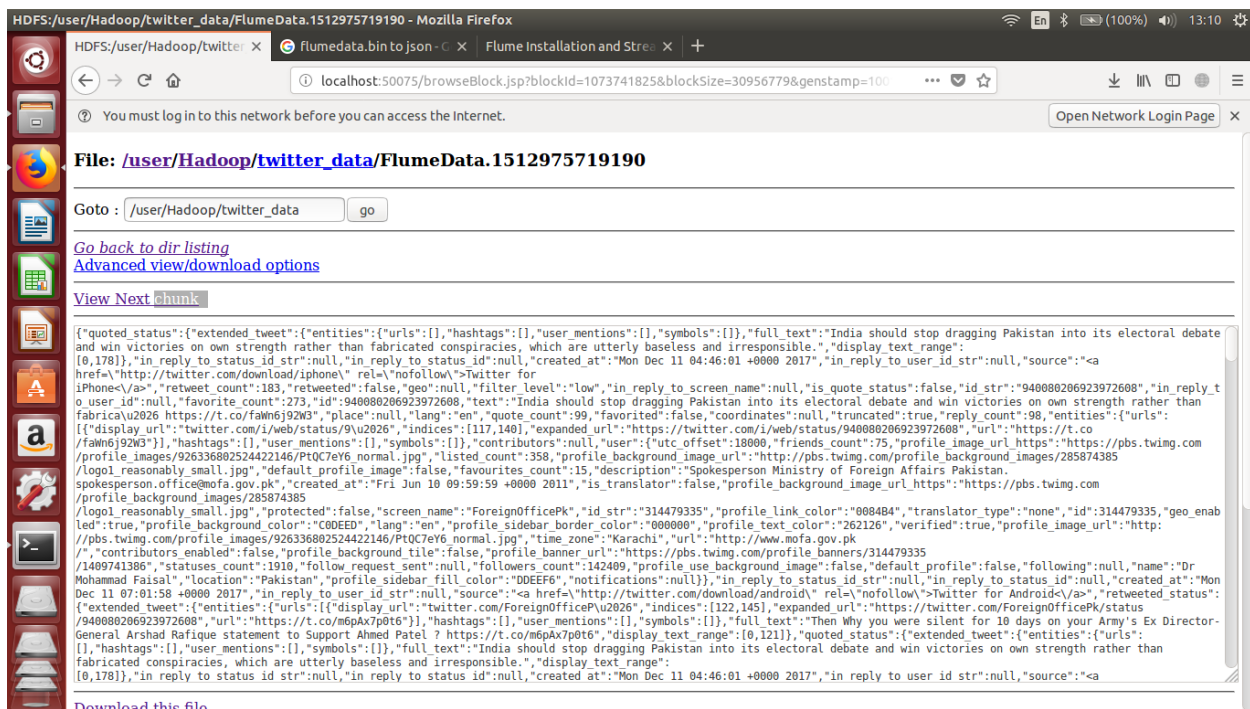 HDFS:/user/Hadoop/twitter_data/FlumeData.1512975719190 - Mozilla Firefox
En (100%) 13:10
HDFS:/user/Hadoop/twitter × flumedata.bin to json - G × Flume Installation and Strea × +
localhost:50075/browseBlock.jsp?blockId=1073741825&blockSize=30956779&genstamp=100
You must log in to this network before you can access the Internet. Open Network Login Page ×
File: /user/Hadoop/twitter_data/FlumeData.1512975719190
Goto : /user/Hadoop/twitter_data go
Go back to dir listing
Advanced view/download options
View Next chunk
{"quoted_status":{"extended_tweet":{"entities":{"urls":[],"hashtags":[],"user_mentions":[],"symbols":[]},"full_text":"India should stop dragging Pakistan into its electoral debate
and win victories on own strength rather than fabricated conspiracies, which are utterly baseless and irresponsible.","display_text_range":
[0,178]},"in_reply_to_status_id_str":null,"in_reply_to_status_id":null,"created_at":"Mon Dec 11 04:46:01 +0000 2017","in_reply_to_user_id_str":null,"source":"<a
href=\"http://twitter.com/download/iphone\" rel=\"nofollow\">Twitter for
iPhone<\/a>","retweet_count":183,"retweeted":false,"geo":null,"filter_level":"low","in_reply_to_screen_name":null,"is_quote_status":false,"id_str":"940080206923972608","in_reply_t
o_user_id":null,"favorite_count":273,"id":940080206923972608,"text":"India should stop dragging Pakistan into its electoral debate and win victories on own strength rather than
fabrica\u2026 https://t.co/faWn6j92W3","place":null,"lang":"en","quote_count":99,"favorited":false,"coordinates":null,"truncated":true,"reply_count":98,"entities":{"urls":
[{"display_url":"twitter.com/i/web/status/9\u2026","indices":[117,140],"expanded_url":"https://twitter.com/i/web/status/940080206923972608","url":"https://t.co
/faWn6j92W3"}],"hashtags":[],"user_mentions":[],"symbols":[]},"contributors":null,"user":{"utc_offset":18000,"friends_count":75,"profile_image_url_https":"https://pbs.twimg.com
/profile_images/926336802524422146/PtQC7eY6_normal.jpg","listed_count":358,"profile_background_image_url":"http://pbs.twimg.com/profile_background_images/285874385
/logo1_reasonably_small.jpg","default_profile_image":false,"favourites_count":15,"description":"Spokesperson Ministry of Foreign Affairs Pakistan.
spokesperson.office@mofa.gov.pk","created_at":"Fri Jun 10 09:59:59 +0000 2011","is_translator":false,"profile_background_image_url_https":"https://pbs.twimg.com
/profile_background_images/285874385
/logo1_reasonably_small.jpg","protected":false,"screen_name":"ForeignOfficePk","id_str":"314479335","profile_link_color":"0084B4","translator_type":"none","id":314479335,"geo_enab
led":true,"profile_background_color":"C0DEED","lang":"en","profile_sidebar_border_color":"000000","profile_text_color":"262126","verified":true,"profile_image_url":"http:
//pbs.twimg.com/profile_images/926336802524422146/PtQC7eY6_normal.jpg","time_zone":"Karachi","url":"http://www.mofa.gov.pk
/","contributors_enabled":false,"profile_background_tile":false,"profile_banner_url":"https://pbs.twimg.com/profile_banners/314479335
/1409741386","statuses_count":1910,"follow_request_sent":null,"followers_count":142409,"profile_use_background_image":false,"default_profile":false,"following":null,"name":"Dr
Mohammad Faisal","location":"Pakistan","profile_sidebar_fill_color":"DDEEF6","notifications":null}},"in_reply_to_status_id_str":null,"in_reply_to_status_id":null,"created_at":"Mon
Dec 11 07:01:58 +0000 2017","in_reply_to_user_id_str":null,"source":"<a href=\"http://twitter.com/download/android\" rel=\"nofollow\">Twitter for Android<\/a>","retweeted_status":
{"extended_tweet":{"entities":{"urls":[{"display_url":"twitter.com/ForeignOfficeP\u2026","indices":[122,145],"expanded_url":"https://twitter.com/ForeignOfficePk/status
/940080206923972608","url":"https://t.co/m6pAx7p0t6"}],"hashtags":[],"user_mentions":[],"symbols":[]},"full_text":"Then Why you were silent for 10 days on your Army's Ex Director-
General Arshad Rafique statement to Support Ahmed Patel ? https://t.co/m6pAx7p0t6","display_text_range":[0,121]},"quoted_status":{"extended_tweet":{"entities":{"urls":
[],"hashtags":[],"user_mentions":[],"symbols":[]},"full_text":"India should stop dragging Pakistan into its electoral debate and win victories on own strength rather than
fabricated conspiracies, which are utterly baseless and irresponsible.","display_text_range":
[0,178]},"in_reply_to_status_id_str":null,"in_reply_to_status_id":null,"created_at":"Mon Dec 11 04:46:01 +0000 2017","in_reply_to_user_id_str":null,"source":"<a
Download this file